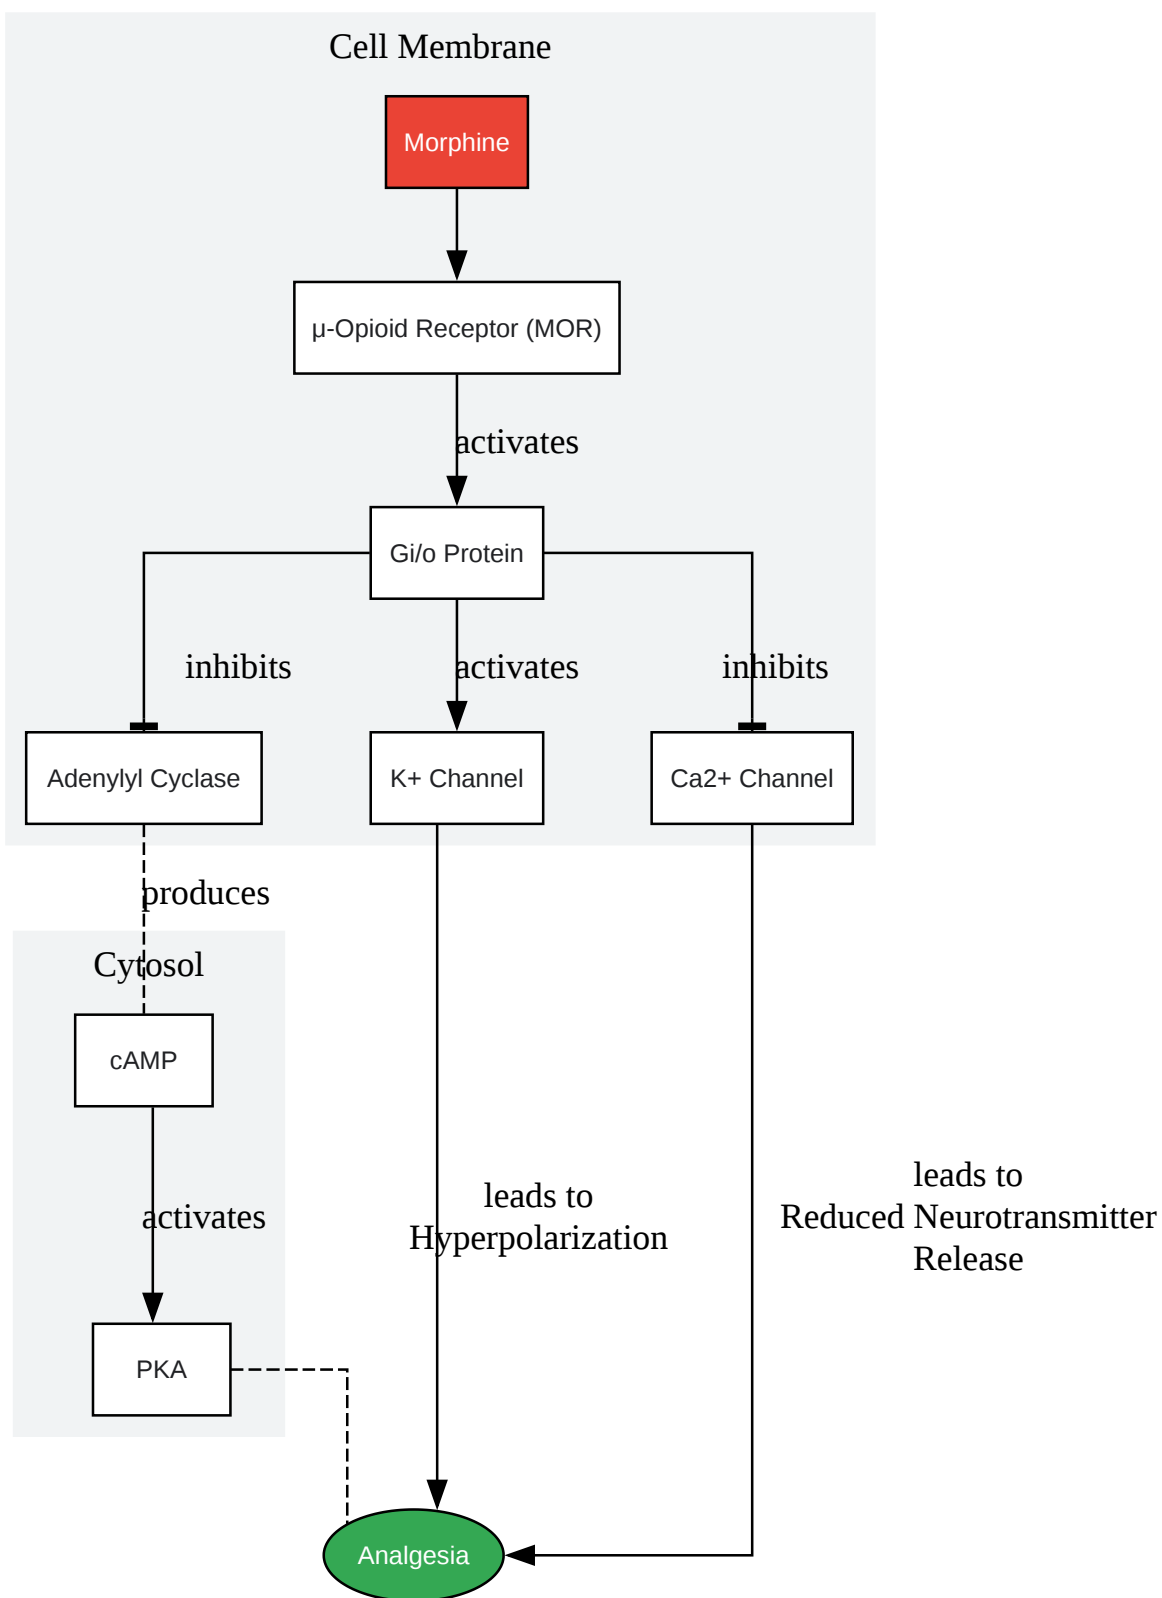 Cell Membrane
Morphine
μ-Opioid Receptor (MOR)
activates
Gi/o Protein
inhibits
activates
inhibits
Adenylyl Cyclase
K+ Channel
Ca2+ Channel
produces
Cytosol
cAMP
activates
leads to
Hyperpolarization
leads to
Reduced Neurotransmitter
Release
PKA
Analgesia